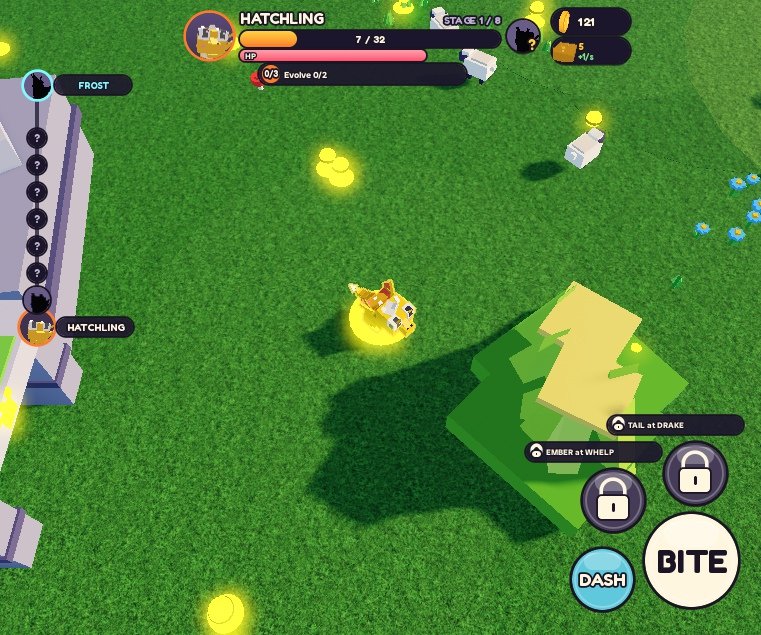 HATCHLING
STAGE 1 / 8
7 / 32
HP
0/3 Evolve 0/2
?
121
5
+1/s
FROST
?
?
?
?
?
?
HATCHLING
TAIL at DRAKE
EMBER at WHELP
BITE
DASH